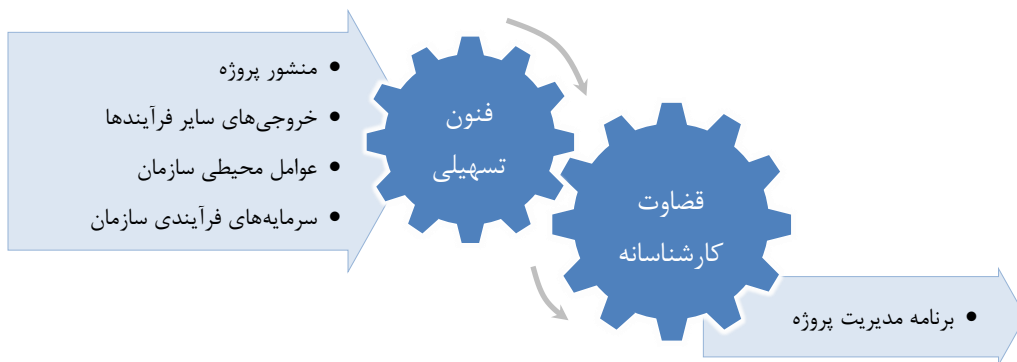 • منشور پروژه
• خروجی‌های سایر فرآیندها
• عوامل محیطی سازمان
• سرمایه‌های فرآیندی سازمان
فنون
تسهیلی
قضاوت
کارشناسانه
• برنامه مدیریت پروژه